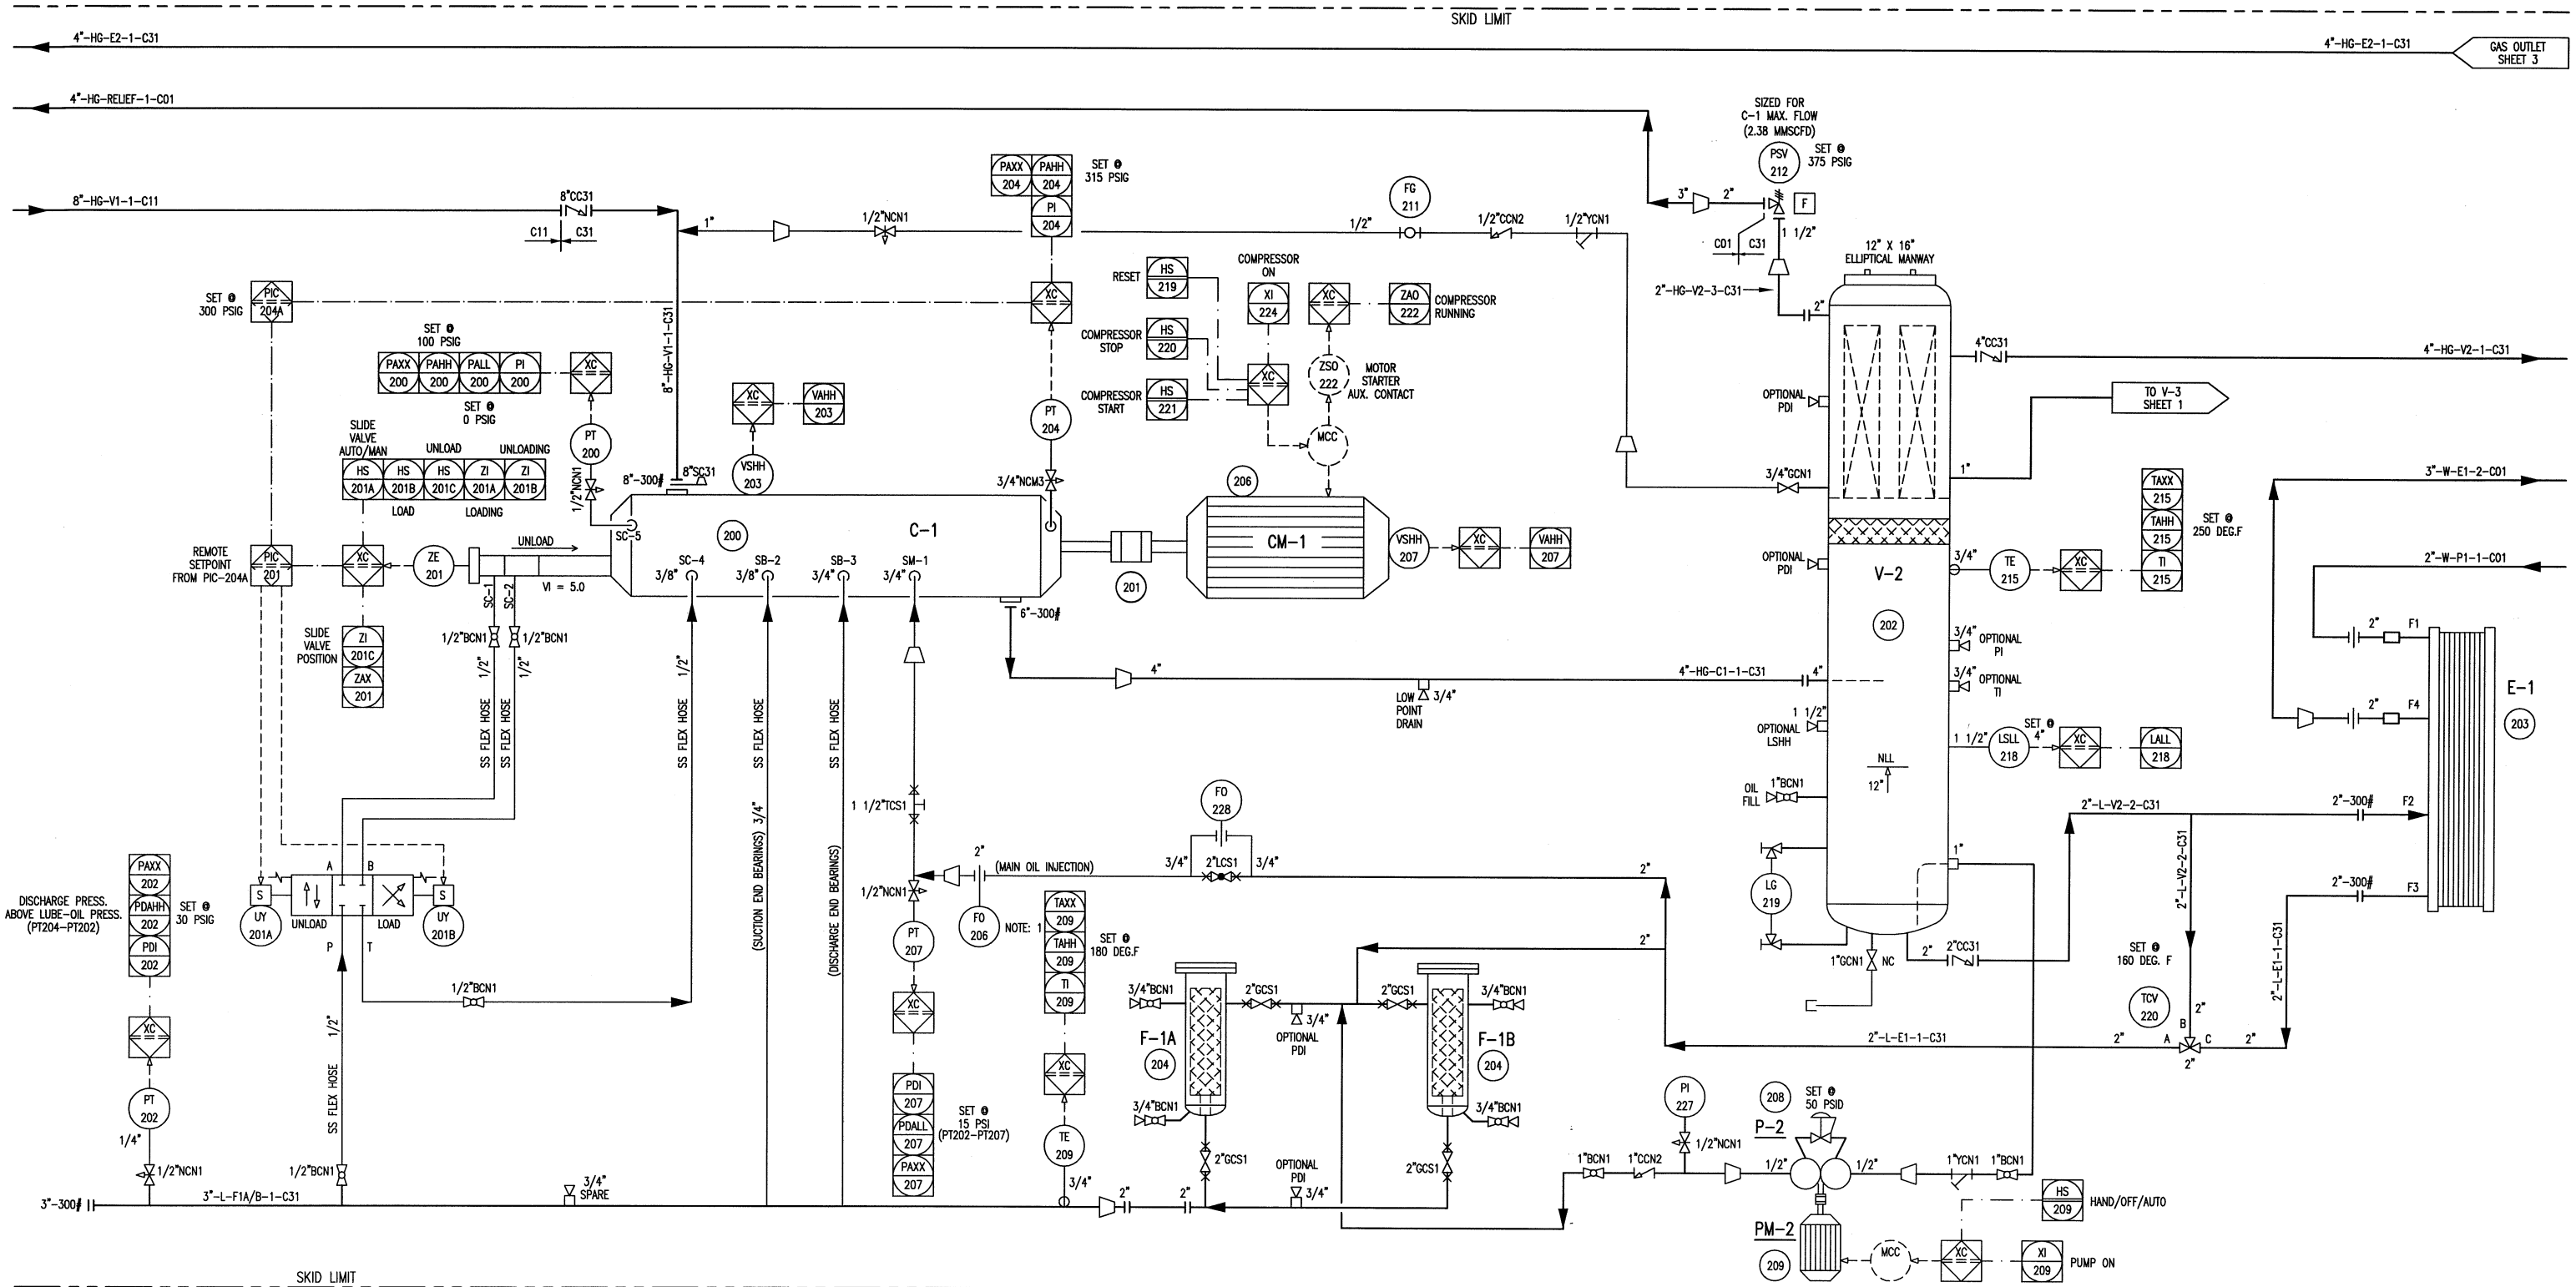 SKID LIMIT
4"-HG-E2-1-C31
4"-HG-E2-1-C31
GAS OUTLET
SHEET 3
4"-HG-RELIEF-1-C01
SIZED FOR
C-1 MAX. FLOW
(2.38 MMSCFD)
PSV
212
SET @
375 PSIG
3"
2"
F
1 1/2"
C01
C31
2"-HG-V2-3-C31
2"
12" X 16"
ELLIPTICAL MANWAY
8"-HG-V1-1-C11
8"CC31
C11
C31
1"
1/2"NCN1
PAXX
204
PAHH
204
PI
204
SET @
315 PSIG
1/2"
FG
211
1/2"CCN2
1/2"YCN1
SET @
300 PSIG
PIC
204A
XC
8"-HG-V1-1-C31
RESET
HS
219
COMPRESSOR
STOP
HS
220
COMPRESSOR
START
HS
221
COMPRESSOR
ON
XI
224
XC
XC
ZAO
222
COMPRESSOR
RUNNING
ZSO
222
MOTOR
STARTER
AUX. CONTACT
MCC
SET @
100 PSIG
PAXX
200
PAHH
200
PALL
200
PI
200
XC
SET @
0 PSIG
XC
VAHH
203
VSHH
203
PT
200
1/2"NCN1
PT
204
3/4"NCM3
SLIDE
VALVE
AUTO/MAN
UNLOAD
UNLOADING
HS
201A
HS
201B
HS
201C
ZI
201A
ZI
201B
LOAD
LOADING
8"-300#
8"SC31
SC-5
200
C-1
206
CM-1
201
VSHH
207
XC
VAHH
207
REMOTE
SETPOINT
FROM PIC-204A
PIC
201
XC
ZE
201
UNLOAD
VI = 5.0
SC-1
SC-2
SC-4
3/8"
SB-2
3/8"
SB-3
3/4"
SM-1
3/4"
6"-300#
SLIDE
VALVE
POSITION
ZI
201C
ZAX
201
1/2"BCN1
1/2"BCN1
1/2"
1/2"
SS FLEX HOSE
SS FLEX HOSE
1/2"
SS FLEX HOSE
SS FLEX HOSE
SS FLEX HOSE
(SUCTION END BEARINGS) 3/4"
(DISCHARGE END BEARINGS)
4"
LOW
POINT
DRAIN
3/4"
4"-HG-C1-1-C31
4"
OPTIONAL
PDI
OPTIONAL
PDI
3/4"GCN1
4"CC31
4"-HG-V2-1-C31
TO V-3
SHEET 1
1"
V-2
202
3/4"
TE
215
XC
TAXX
215
TAHH
215
TI
215
SET @
250 DEG.F
3/4"
OPTIONAL
PI
3/4"
OPTIONAL
TI
1 1/2"
OPTIONAL
LSHH
1 1/2"
LSLL
218
SET @
4"
XC
LALL
218
NLL
12"
OIL
FILL
1"BCN1
LG
219
1"
1"GCN1
NC
2"
2"CC31
2"-L-V2-2-C31
2"-L-V2-2-C31
3"-W-E1-2-C01
2"-W-P1-1-C01
2"
F1
2"
F4
E-1
203
2"-300#
F2
2"-300#
F3
2"-L-E1-1-C31
SET @
160 DEG. F
TCV
220
B
2"
A
C
2"
2"
2"
2"-L-E1-1-C31
1 1/2"TCS1
FO
228
3/4"
2"LCS1
3/4"
2"
2"
(MAIN OIL INJECTION)
FO
206
NOTE: 1
1/2"NCN1
PT
207
XC
PDI
207
PDALL
207
PAXX
207
SET @
15 PSI
(PT202-PT207)
TAXX
209
TAHH
209
TI
209
SET @
180 DEG.F
XC
TE
209
3/4"
2"
DISCHARGE PRESS.
ABOVE LUBE-OIL PRESS.
(PT204-PT202)
PAXX
202
PDAHH
202
PDI
202
SET @
30 PSIG
XC
PT
202
1/4"
1/2"NCN1
S
UY
201A
A
B
UNLOAD
LOAD
P
T
S
UY
201B
1/2"BCN1
1/2"
SS FLEX HOSE
1/2"BCN1
3"-300#
3"-L-F1A/B-1-C31
3/4"
SPARE
2"
2"
3/4"BCN1
2"GCS1
3/4"
OPTIONAL
PDI
F-1A
204
3/4"BCN1
2"GCS1
2"GCS1
3/4"BCN1
F-1B
204
3/4"BCN1
2"GCS1
OPTIONAL
PDI
3/4"
PI
227
1/2"NCN1
1"BCN1
1"CCN2
208
P-2
SET @
50 PSID
1/2"
1/2"
1"YCN1
1"BCN1
PM-2
209
MCC
XC
HS
209
HAND/OFF/AUTO
XI
209
PUMP ON
SKID LIMIT